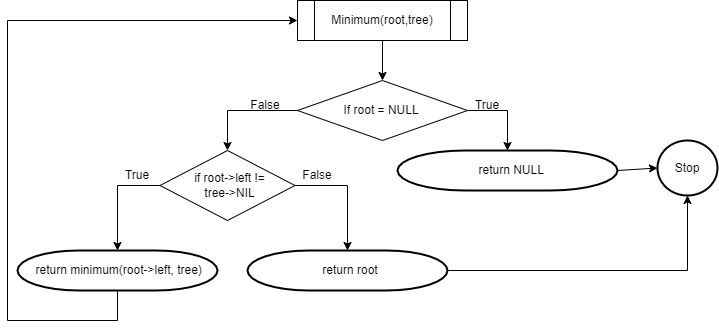 Minimum(root,tree)
If root = NULL
False
True
return NULL
Stop
if root->left !=
tree->NIL
True
False
return minimum(root->left, tree)
return root